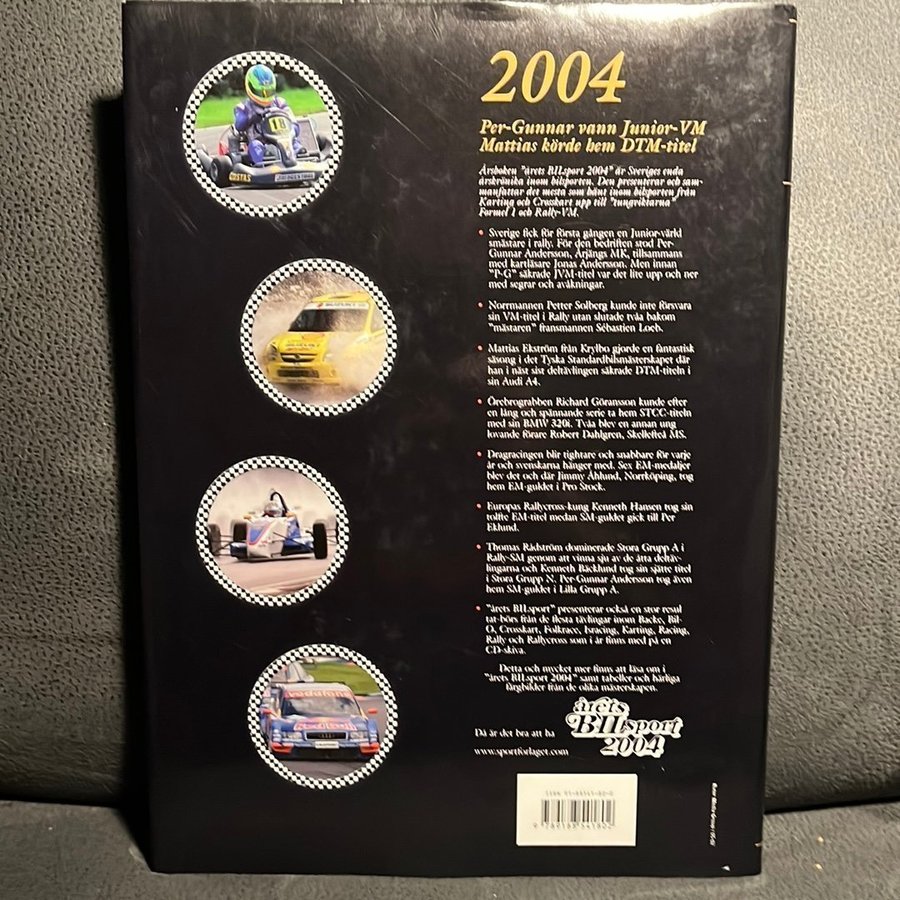 2004
Per-Gunnar vann Junior-VM
Mattias körde hem DTM-titel
Årsboken "årets BILsport 2004" är Sveriges enda
årskrönika inom bilsporten. Den presenterar och sam-
manfattar det mesta som hänt inom bilsporten från
Karting och Crosskart upp till "tungviktarna"
Formel 1 och Rally-VM.
• Sverige fick för första gången en Junior-värld
smästare i rally. För den bedriften stod Per-
Gunnar Andersson, Årjängs MK, tillsammans
med kartläsare Jonas Andersson. Men innan
"P-G" säkrade JVM-titel var det lite upp och ner
med segrar och avåkningar.
• Norrmannen Petter Solberg kunde inte försvara
sin VM-titel i Rally utan slutade tvåa bakom
"mästaren" fransmannen Sébastien Loeb.
• Mattias Ekström från Krylbo gjorde en fantastisk
säsong i det Tyska Standardbilsmästerskapet där
han i näst sist deltävlingen säkrade DTM-titeln i
sin Audi A4.
• Örebrograbben Richard Göransson kunde efter
en lång och spännande serie ta hem STCC-titeln
med sin BMW 320i. Tvåa blev en annan ung
lovande förare Robert Dahlgren, Skellefteå MS.
• Dragracingen blir tightare och snabbare för varje
år och svenskarna hänger med. Sex EM-medaljer
blev det och där Jimmy Ålund, Norrköping, tog
hem EM-guldet i Pro Stock.
• Europas Rallycross-kung Kenneth Hansen tog sin
tolfte EM-titel medan SM-guldet gick till Per
Eklund.
• Thomas Rådström dominerade Stora Grupp A i
Rally-SM genom att vinna sju av de åtta deltäv-
lingarna och Kenneth Bäcklund tog sin sjätte titel
i Stora Grupp N. Per-Gunnar Andersson tog även
hem SM-guldet i Lilla Grupp A.
• "årets BILsport" presenterar också en stor resul
tat-börs från de flesta tävlingar inom Backe, Bil-
O, Crosskart, Folkrace, Isracing, Karting, Racing,
Rally och Rallycross som i år finns med på en
CD-skiva.
Detta och mycket mer finns att läsa om i
"årets BILsport 2004" samt tabeller och härliga
färgbilder från de olika mästerskapen.
Då är det bra att ha
årets
BILsport
2004
www.sportforlaget.com
vodafone
Red Bull